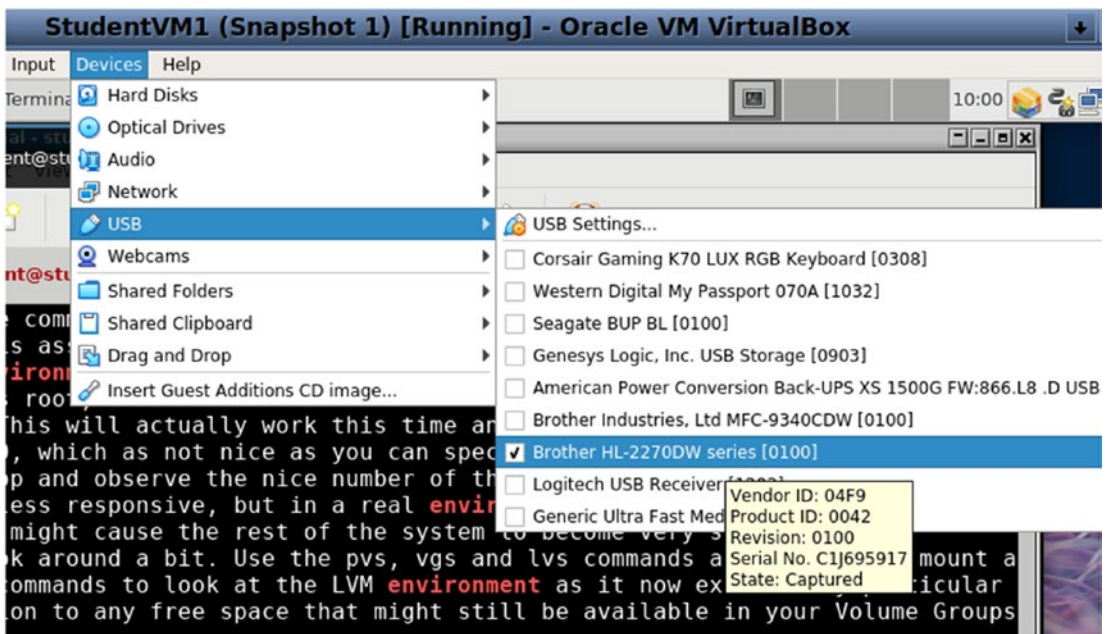 StudentVM1 (Snapshot 1) [Running] - Oracle VM VirtualBox
Input Devices Help
Hard Disks
10:00
Optical Drives
Audio
Network
USB
USB Settings...
Webcams
Corsair Gaming K70 LUX RGB Keyboard [0308]
Shared Folders
Western Digital My Passport 070A [1032]
Shared Clipboard
Seagate BUP BL [0100]
Drag and Drop
Genesys Logic, Inc. USB Storage [0903]
Insert Guest Additions CD image...
American Power Conversion Back-UPS XS 1500G FW:866.L8 .D USB
Brother Industries, Ltd MFC-9340CDW [0100]
Brother HL-2270DW series [0100]
Logitech USB Receiver
Generic Ultra Fast Med
Vendor ID: 04F9
Product ID: 0042
Revision: 0100
Serial No. C1J695917
State: Captured
root
This will actually work this time an
, which as not nice as you can spec
p and observe the nice number of th
ess responsive, but in a real envir
might cause the rest of the system to become very s
k around a bit. Use the pvs, vgs and lvs commands a mount a
ommands to look at the LVM environment as it now ex icular
on to any free space that might still be available in your Volume Groups